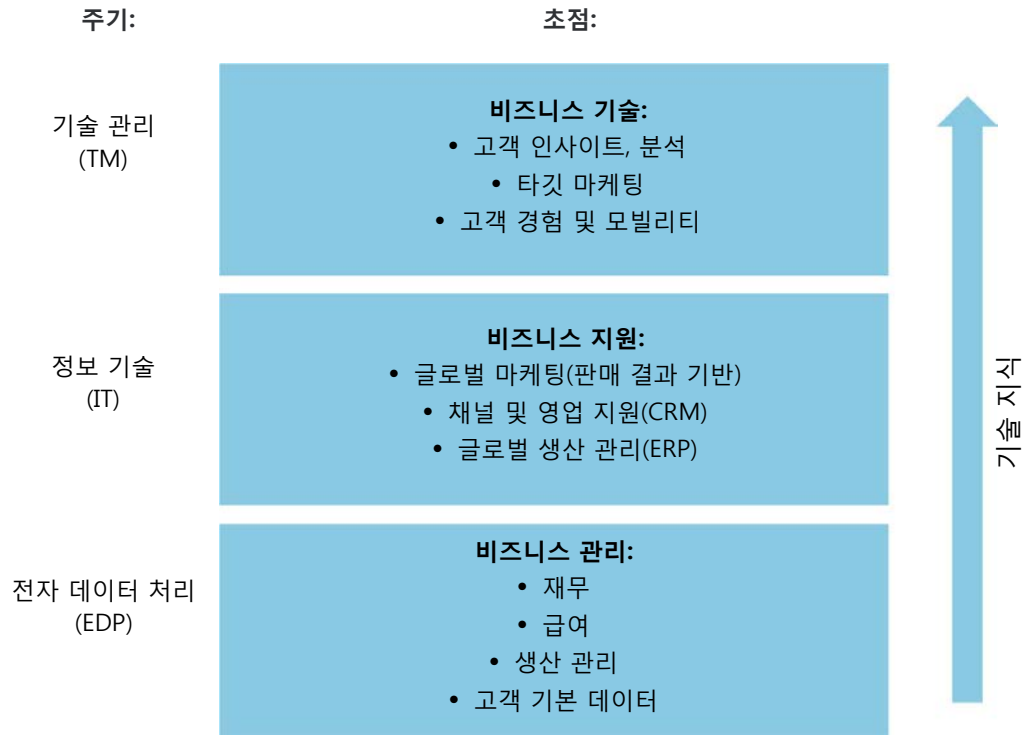 주기:
초점:
기술 관리
(TM)
비즈니스 기술:
• 고객 인사이트, 분석
• 타깃 마케팅
• 고객 경험 및 모빌리티
정보 기술
(IT)
비즈니스 지원:
• 글로벌 마케팅(판매 결과 기반)
• 채널 및 영업 지원(CRM)
• 글로벌 생산 관리(ERP)
전자 데이터 처리
(EDP)
비즈니스 관리:
• 재무
• 급여
• 생산 관리
• 고객 기본 데이터
기술 지식